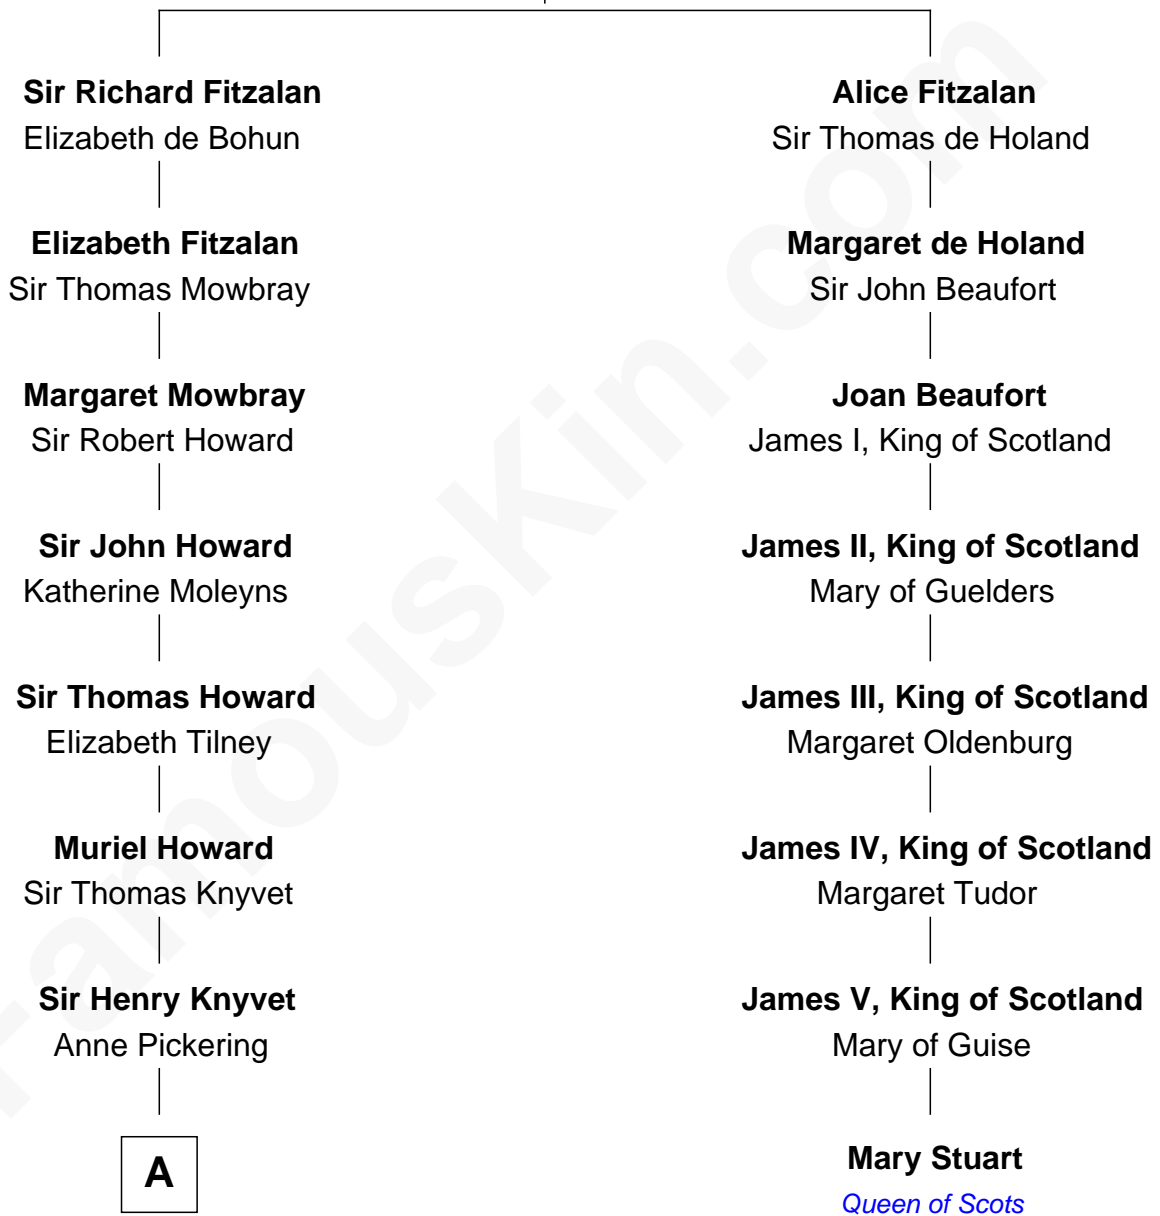 Sir Richard Fitzalan
Elizabeth de Bohun
Elizabeth Fitzalan
Sir Thomas Mowbray
Margaret Mowbray
Sir Robert Howard
Sir John Howard
Katherine Moleyns
Sir Thomas Howard
Elizabeth Tilney
Muriel Howard
Sir Thomas Knyvet
Sir Henry Knyvet
Anne Pickering
A
Alice Fitzalan
Sir Thomas de Holand
Margaret de Holand
Sir John Beaufort
Joan Beaufort
James I, King of Scotland
James II, King of Scotland
Mary of Guelders
James III, King of Scotland
Margaret Oldenburg
James IV, King of Scotland
Margaret Tudor
James V, King of Scotland
Mary of Guise
Mary Stuart
Queen of Scots
FamousKin.com